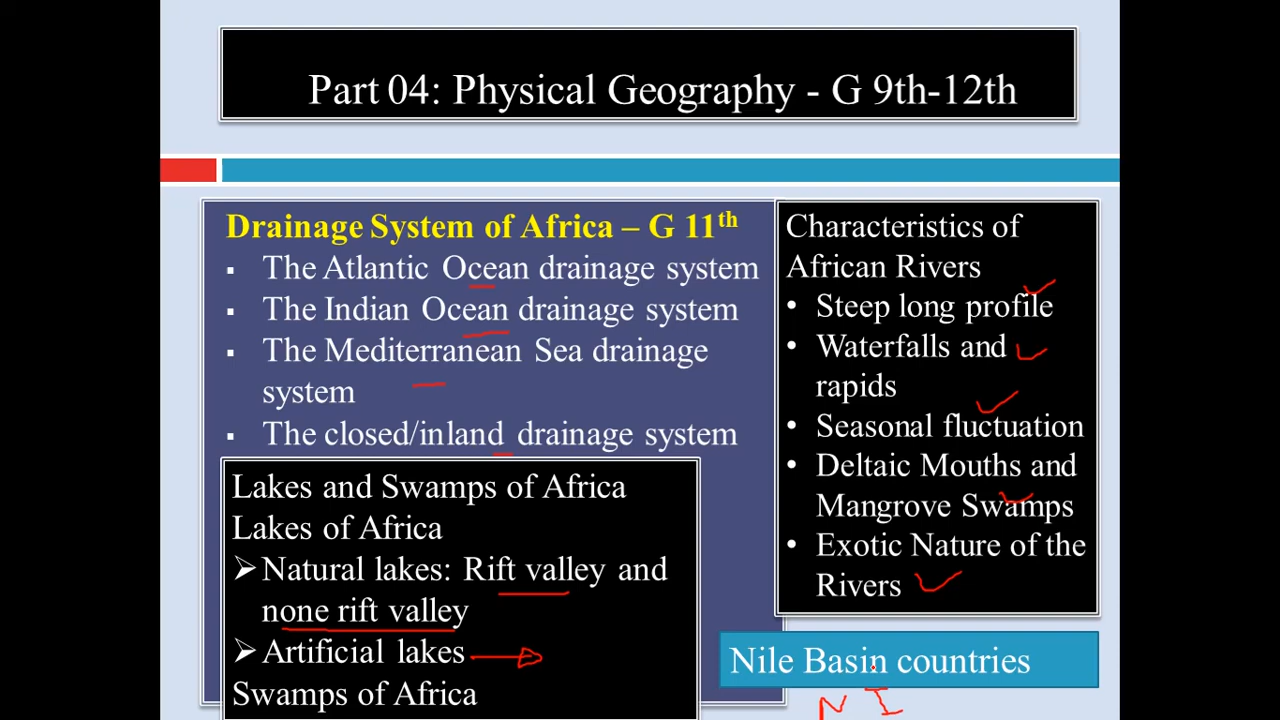 Part 04: Physical Geography - G 9th-12th
Drainage System of Africa – G 11th
▪ The Atlantic Ocean drainage system
▪ The Indian Ocean drainage system
▪ The Mediterranean Sea drainage
system
▪ The closed/inland drainage system
Lakes and Swamps of Africa
Lakes of Africa
➢ Natural lakes: Rift valley and
none rift valley
➢ Artificial lakes
Swamps of Africa
Characteristics of
African Rivers
• Steep long profile
• Waterfalls and
rapids
• Seasonal fluctuation
• Deltaic Mouths and
Mangrove Swamps
• Exotic Nature of the
Rivers
Nile Basin countries
N I